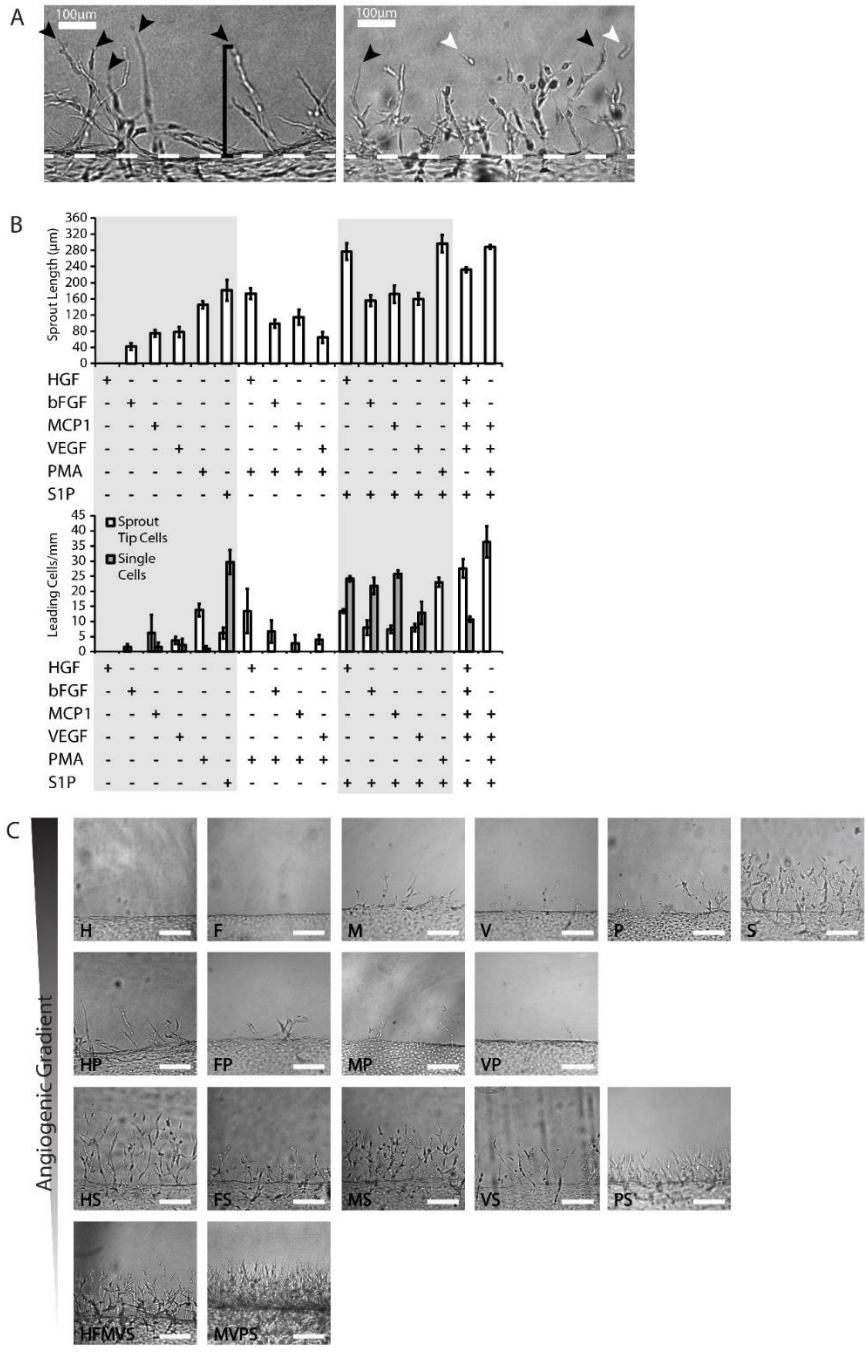 A
100μm 100μm
B
Sprout Length (μm)
360
320
280
240
200
160
120
80
40
0
HGF + - - - - - + - - - + - - - - + -
bFGF - + - - - - - + - - - + - - - + -
MCP1 - - + - - - - - + - - - + - - + +
VEGF - - - + - - - - - + - - - + - + +
PMA - - - - + - + + + + - - - - + - +
S1P - - - - - + - - - - + + + + + + +
Leading Cells/mm
45
40
35
30
25
20
15
10
5
0
Sprout
Tip Cells
Single
Cells
HGF + - - - - - + - - - + - - - - + -
bFGF - + - - - - - + - - - + - - - + -
MCP1 - - + - - - - - + - - - + - - + +
VEGF - - - + - - - - - + - - - + - + +
PMA - - - - + - + + + + - - - - + - +
S1P - - - - - + - - - - + + + + + + +
C
Angiogenic Gradient
H F M V P S
HP FP MP VP
HS FS MS VS PS
HFMVS MVPS